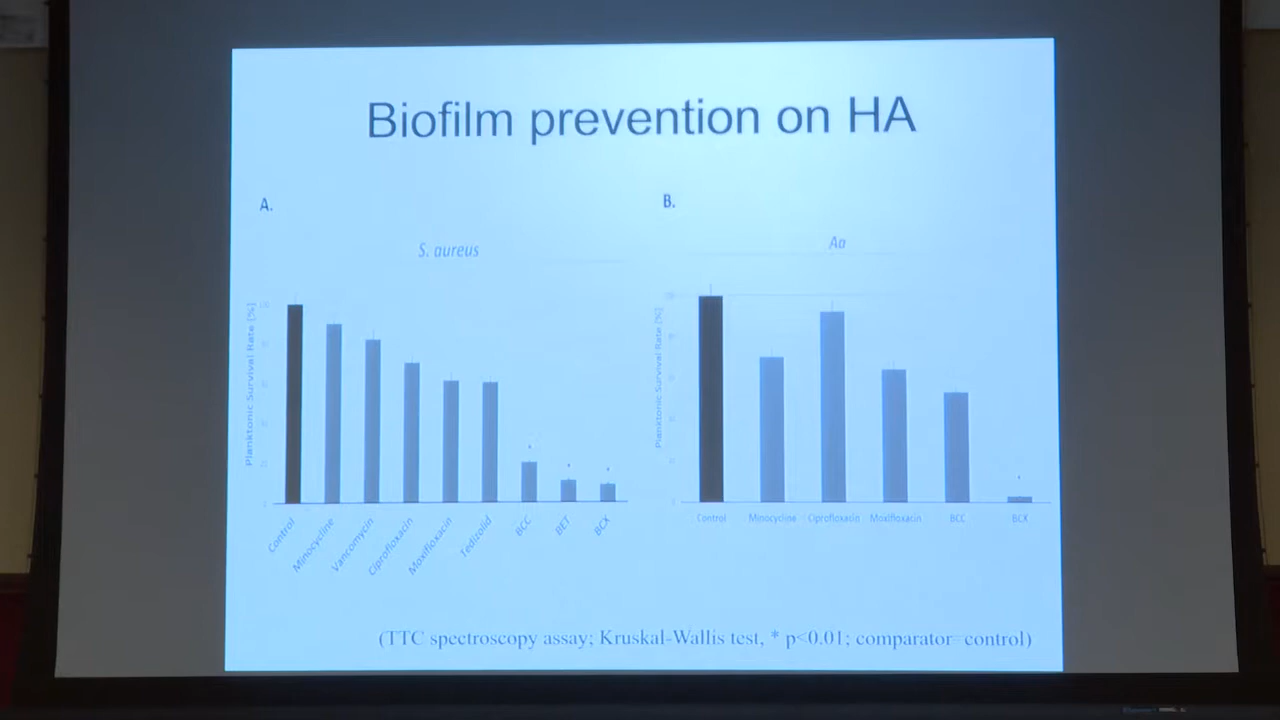 Biofilm prevention on HA
A.
S. aureus
Planktonic Survival Rate [%]
Control
Minocycline
Vancomycin
Ciprofloxacin
Moxifloxacin
Tedizolid
BCC
BET
BCX
B.
Aa
Planktonic Survival Rate [%]
Control
Minocycline
Ciprofloxacin
Moxifloxacin
BCC
BCX
(TTC spectroscopy assay; Kruskal-Wallis test, * p<0.01; comparator=control)